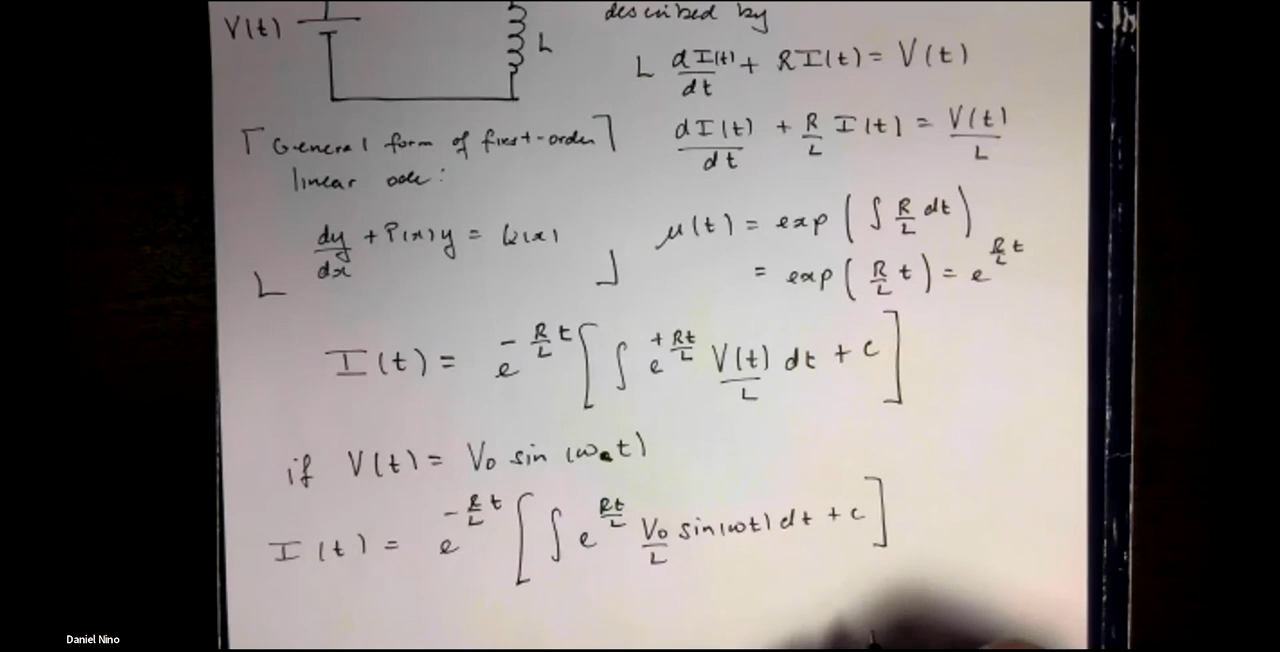 described by
V(t)
L
L dI(t)/dt + RI(t) = V(t)
dI(t)/dt + R/L I(t) = V(t)/L
General form of first-order
linear ode:
dy/dx + P(x)y = Q(x)
μ(t) = exp ( ∫ R/L dt )
= exp ( R/L t ) = e^(R/L t)
I(t) = e^(-R/L t) [ ∫ e^(+Rt/L) V(t)/L dt + c ]
if V(t) = V0 sin (ωt)
I(t) = e^(-R/L t) [ ∫ e^(Rt/L) V0/L sin(ωt) dt + c ]
Daniel Nino